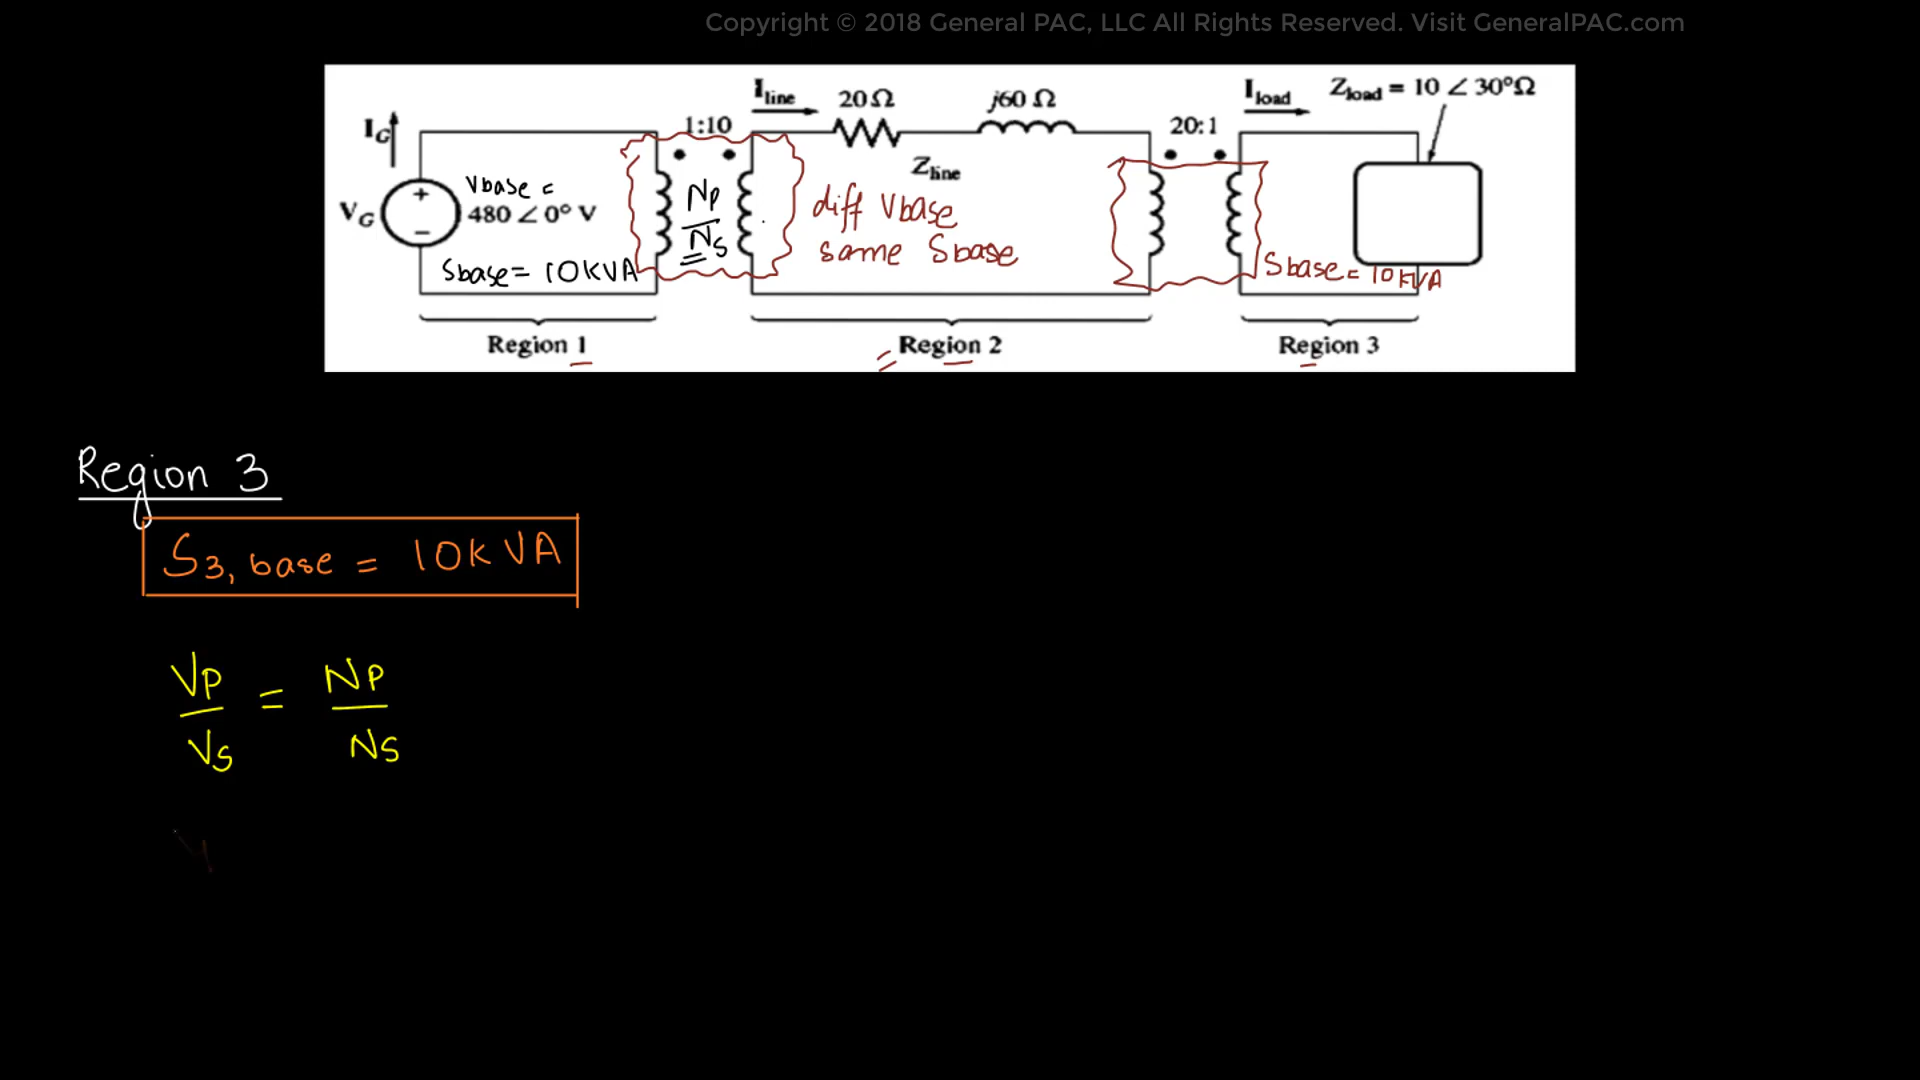 Copyright © 2018 General PAC, LLC All Rights Reserved. Visit GeneralPAC.com
I_G
V_G
+
−
Vbase =
480 ∠ 0° V
Sbase = 10KVA
1:10
Np
Ns
I_line
20 Ω
j60 Ω
Z_line
diff Vbase
same Sbase
20:1
I_load
Z_load = 10 ∠ 30°Ω
Sbase = 10kVA
Region 1
Region 2
Region 3
Region 3
S3, base = 10KVA
Vp/Vs = Np/Ns